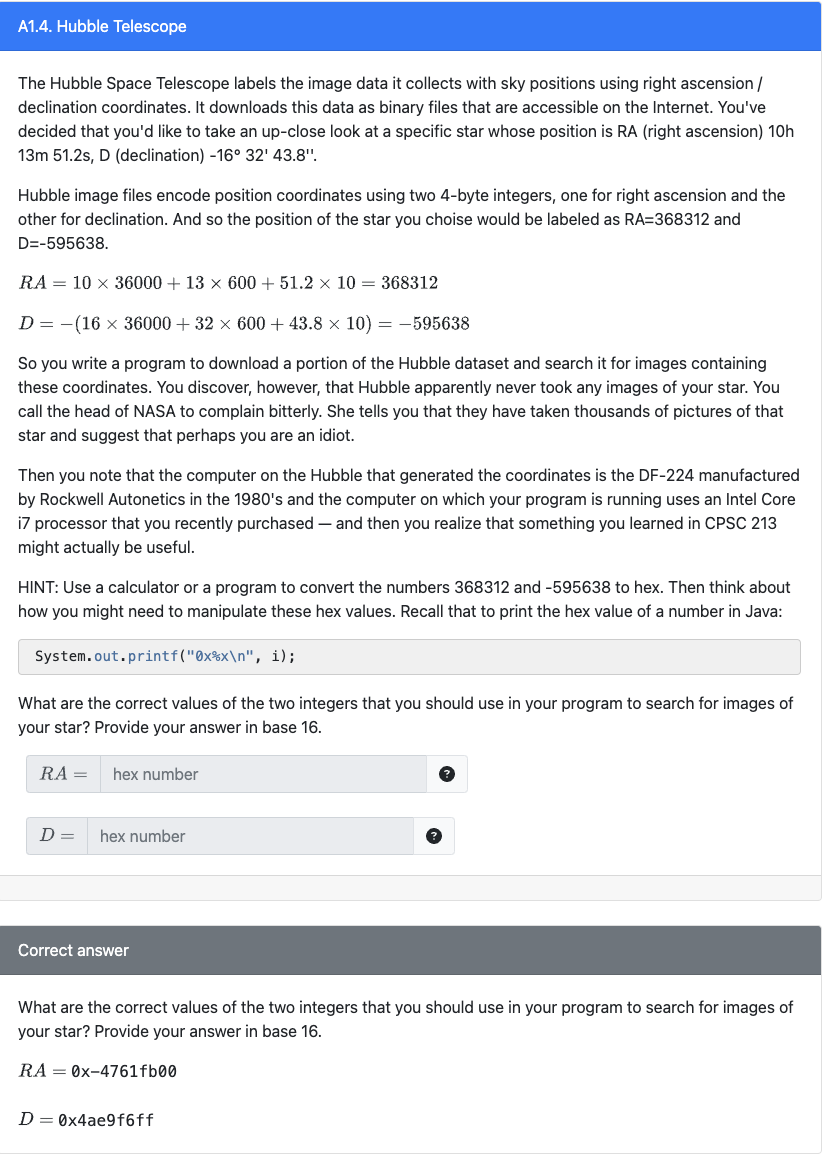 A1.4. Hubble Telescope
The Hubble Space Telescope labels the image data it collects with sky positions using right ascension /
declination coordinates. It downloads this data as binary files that are accessible on the Internet. You've
decided that you'd like to take an up-close look at a specific star whose position is RA (right ascension) 10h
13m 51.2s, D (declination) -16° 32' 43.8''.
Hubble image files encode position coordinates using two 4-byte integers, one for right ascension and the
other for declination. And so the position of the star you choise would be labeled as RA=368312 and
D=-595638.
RA = 10 × 36000 + 13 × 600 + 51.2 × 10 = 368312
D = −(16 × 36000 + 32 × 600 + 43.8 × 10) = −595638
So you write a program to download a portion of the Hubble dataset and search it for images containing
these coordinates. You discover, however, that Hubble apparently never took any images of your star. You
call the head of NASA to complain bitterly. She tells you that they have taken thousands of pictures of that
star and suggest that perhaps you are an idiot.
Then you note that the computer on the Hubble that generated the coordinates is the DF-224 manufactured
by Rockwell Autonetics in the 1980's and the computer on which your program is running uses an Intel Core
i7 processor that you recently purchased — and then you realize that something you learned in CPSC 213
might actually be useful.
HINT: Use a calculator or a program to convert the numbers 368312 and -595638 to hex. Then think about
how you might need to manipulate these hex values. Recall that to print the hex value of a number in Java:
System.out.printf("0x%x\n", i);
What are the correct values of the two integers that you should use in your program to search for images of
your star? Provide your answer in base 16.
RA = hex number ?
D = hex number ?
Correct answer
What are the correct values of the two integers that you should use in your program to search for images of
your star? Provide your answer in base 16.
RA = 0x-4761fb00
D = 0x4ae9f6ff